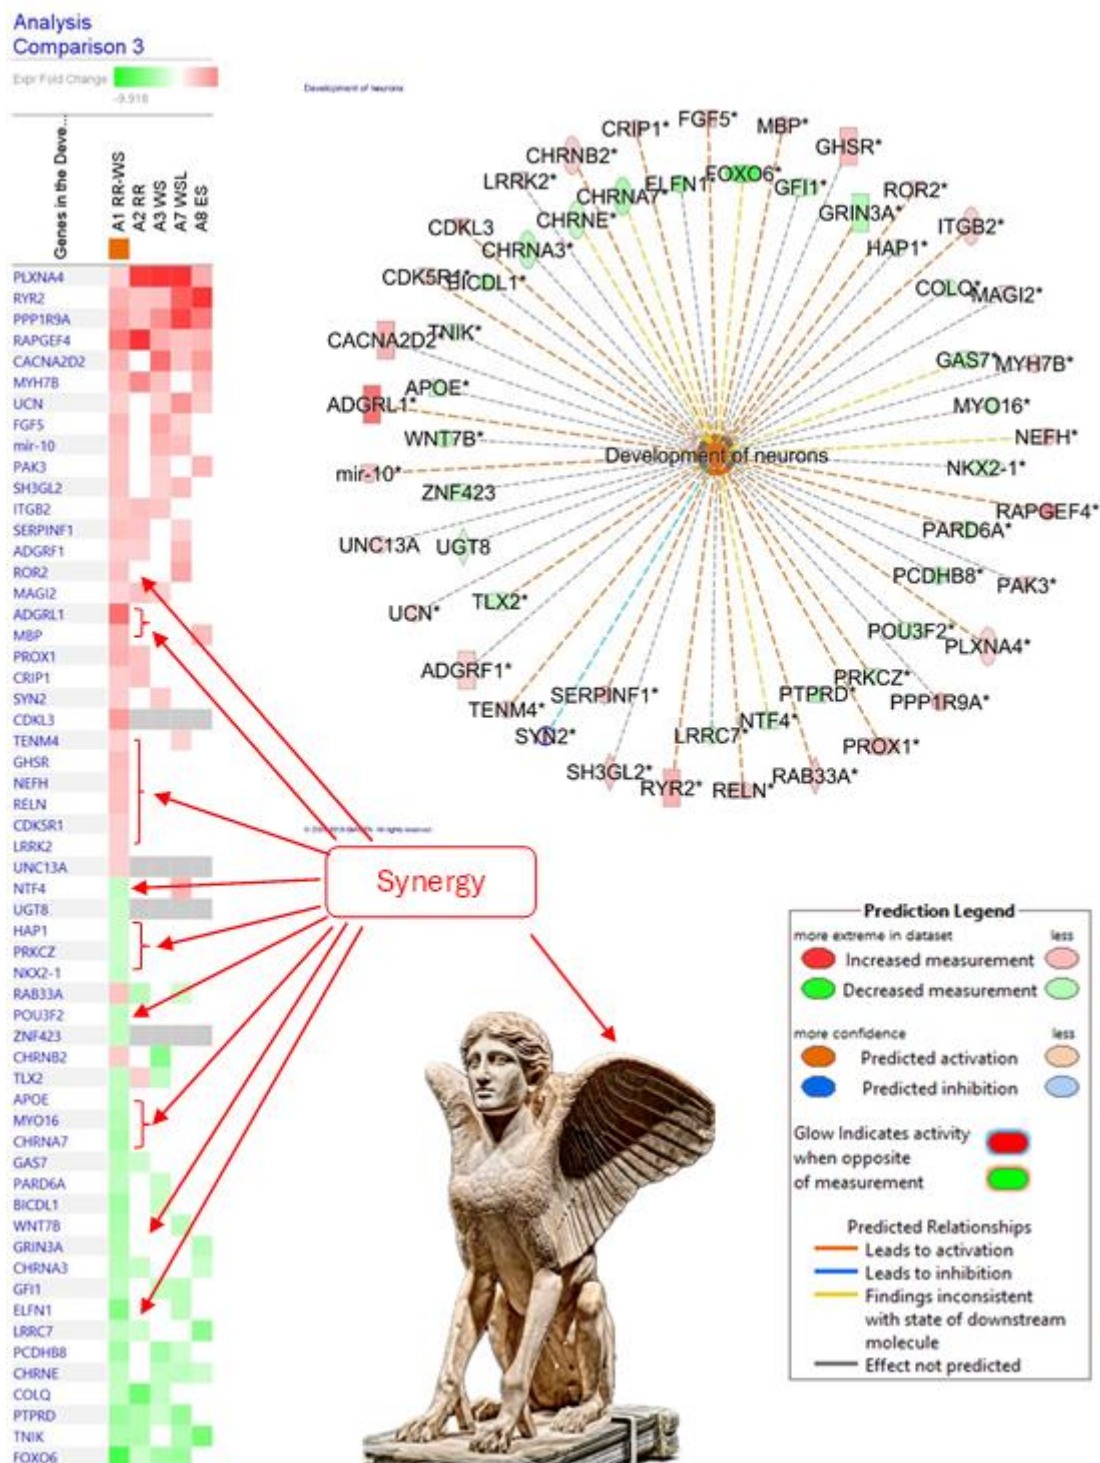 Analysis
Comparison 3
Expr Fold Change
-9.918
Genes in the Deve...
A1 RR-WS
A2 RR
A3 WS
A7 WSL
A8 ES
PLXNA4
RYR2
PPP1R9A
RAPGEF4
CACNA2D2
MYH7B
UCN
FGF5
mir-10
PAK3
SH3GL2
ITGB2
SERPINF1
ADGRF1
ROR2
MAGI2
ADGRL1
MBP
PROX1
CRIP1
SYN2
CDKL3
TENM4
GHSR
NEFH
RELN
CDK5R1
LRRK2
UNC13A
NTF4
UGT8
HAP1
PRKCZ
NKX2-1
RAB33A
POU3F2
ZNF423
CHRNB2
TLX2
APOE
MYO16
CHRNA7
GAS7
PARD6A
BICDL1
WNT7B
GRIN3A
CHRNA3
GFI1
ELFN1
LRRC7
PCDHB8
CHRNE
COLQ
PTPRD
TNIK
FOXO6
Development of neurons
CRIP1*
FGF5*
MBP*
GHSR*
CHRNB2*
LRRK2*
CHRNA7*
ELFN1*
FOXO6*
GFI1*
ROR2*
CHRNE*
GRIN3A*
ITGB2*
CDKL3
CHRNA3*
HAP1*
CDK5R1*
BICDL1*
COLQ*
MAGI2*
CACNA2D2*
TNIK*
GAS7*
MYH7B*
APOE*
ADGRL1*
MYO16*
WNT7B*
NEFH*
Development of neurons
mir-10*
NKX2-1*
ZNF423
RAPGEF4*
PARD6A*
UNC13A
UGT8
PCDHB8*
PAK3*
UCN*
TLX2*
POU3F2*
PLXNA4*
ADGRF1*
PRKCZ*
SERPINF1*
PTPRD*
PPP1R9A*
TENM4*
NTF4*
SYN2*
LRRC7*
PROX1*
SH3GL2*
RYR2*
RELN*
RAB33A*
Synergy
Prediction Legend
more extreme in dataset
less
Increased measurement
Decreased measurement
more confidence
less
Predicted activation
Predicted inhibition
Glow Indicates activity
when opposite
of measurement
Predicted Relationships
Leads to activation
Leads to inhibition
Findings inconsistent
with state of downstream
molecule
Effect not predicted